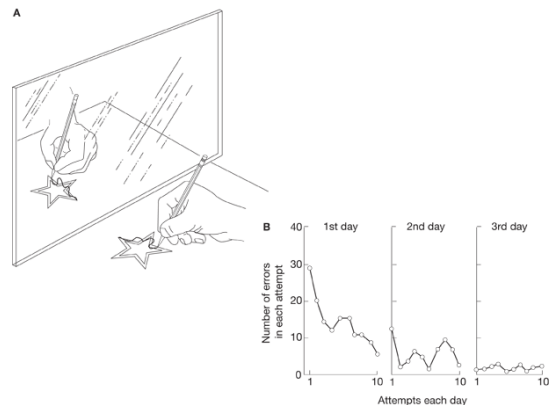 A
B
1st day
2nd day
3rd day
Number of errors
in each attempt
40
30
20
10
0
1
10
1
10
1
10
Attempts each day